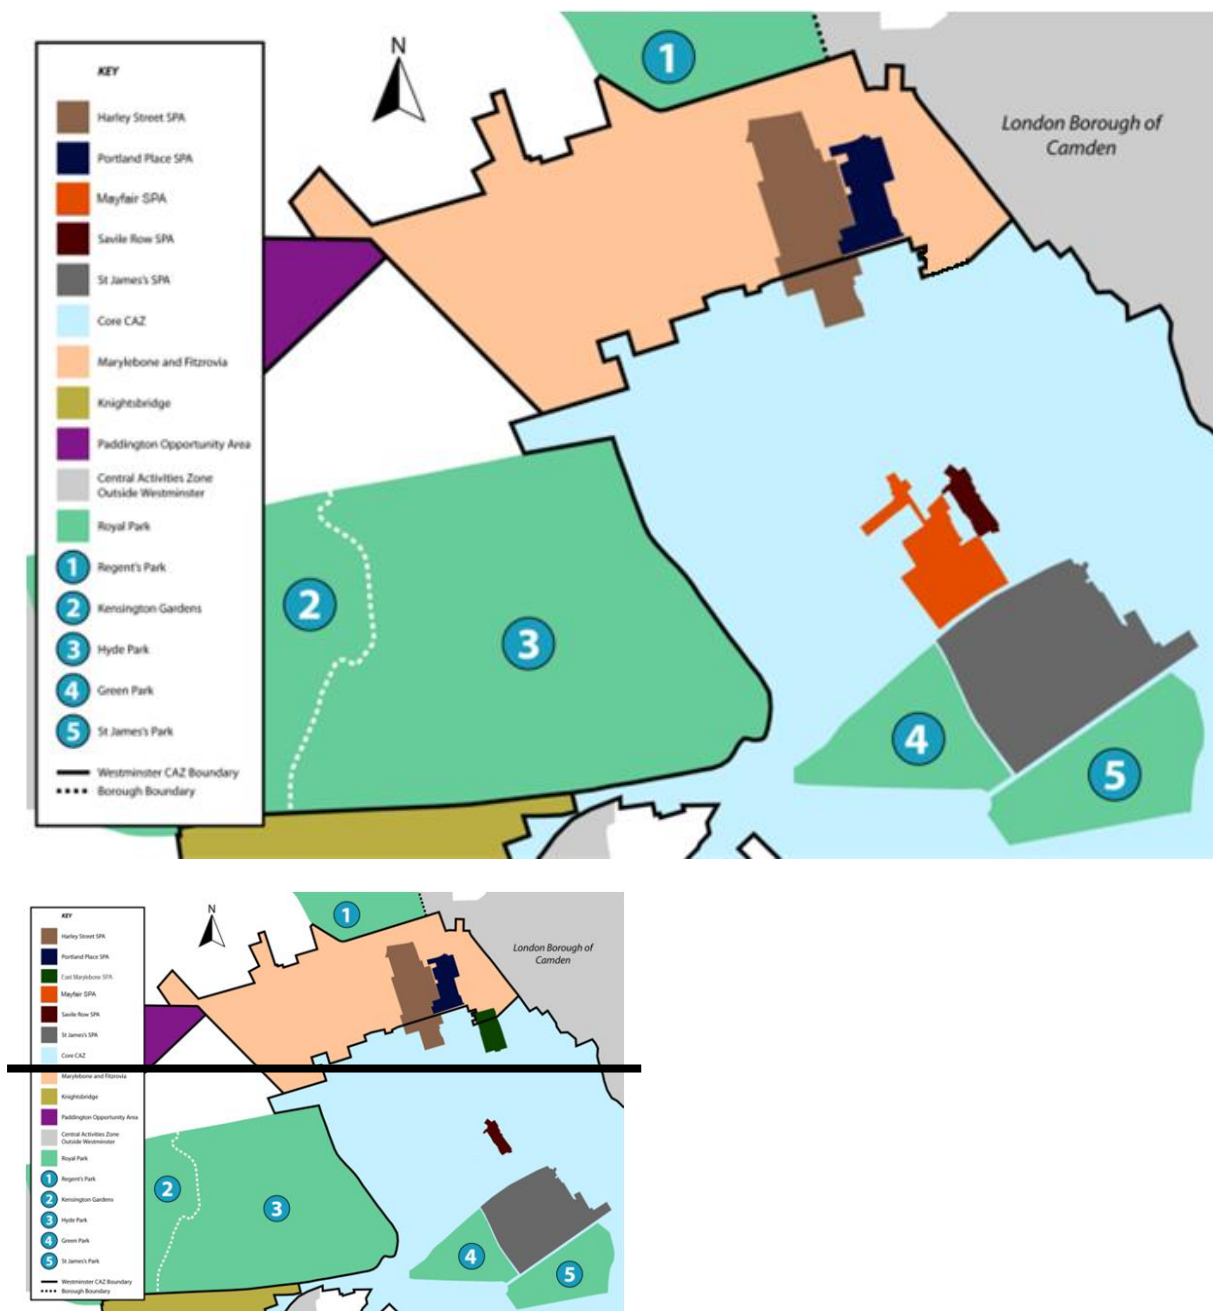 N
KEY
Harley Street SPA
Portland Place SPA
Mayfair SPA
Savile Row SPA
St James's SPA
Core CAZ
Marylebone and Fitzrovia
Knightsbridge
Paddington Opportunity Area
Central Activities Zone
Outside Westminster
Royal Park
1 Regent's Park
2 Kensington Gardens
3 Hyde Park
4 Green Park
5 St James's Park
Westminster CAZ Boundary
Borough Boundary
1
London Borough of
Camden
2
3
4
5
N
KEY
Harley Street SPA
Portland Place SPA
East Marylebone SPA
Mayfair SPA
Savile Row SPA
St James's SPA
Core CAZ
Marylebone and Fitzrovia
Knightsbridge
Paddington Opportunity Area
Central Activities Zone
Outside Westminster
Royal Park
1 Regent's Park
2 Kensington Gardens
3 Hyde Park
4 Green Park
5 St James's Park
Westminster CAZ Boundary
Borough Boundary
1
London Borough of
Camden
2
3
4
5